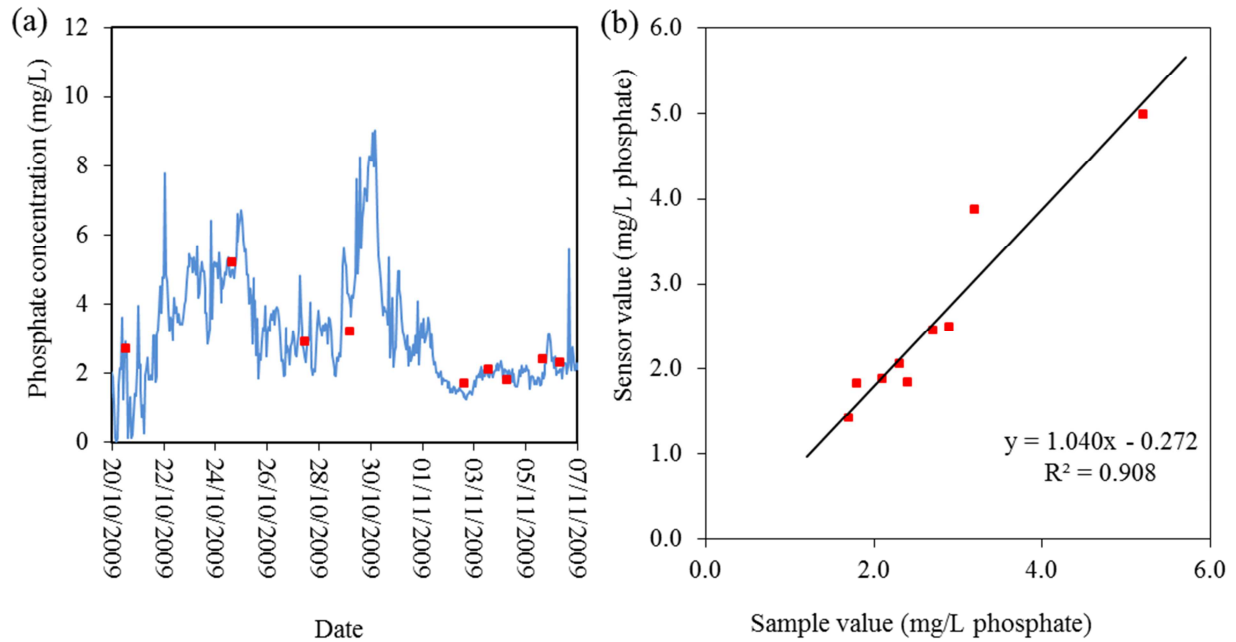 (a)
Phosphate concentration (mg/L)
12
10
8
6
4
2
0
20/10/2009
22/10/2009
24/10/2009
26/10/2009
28/10/2009
30/10/2009
01/11/2009
03/11/2009
05/11/2009
07/11/2009
Date
(b)
Sensor value (mg/L phosphate)
6.0
5.0
4.0
3.0
2.0
1.0
0.0
y = 1.040x - 0.272
R² = 0.908
0.0 2.0 4.0 6.0
Sample value (mg/L phosphate)